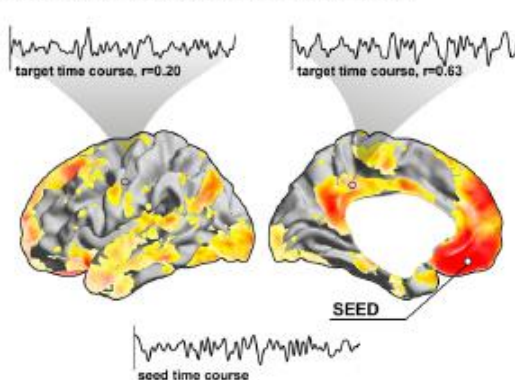 target time course, r=0.20
target time course, r=0.63
SEED
seed time course